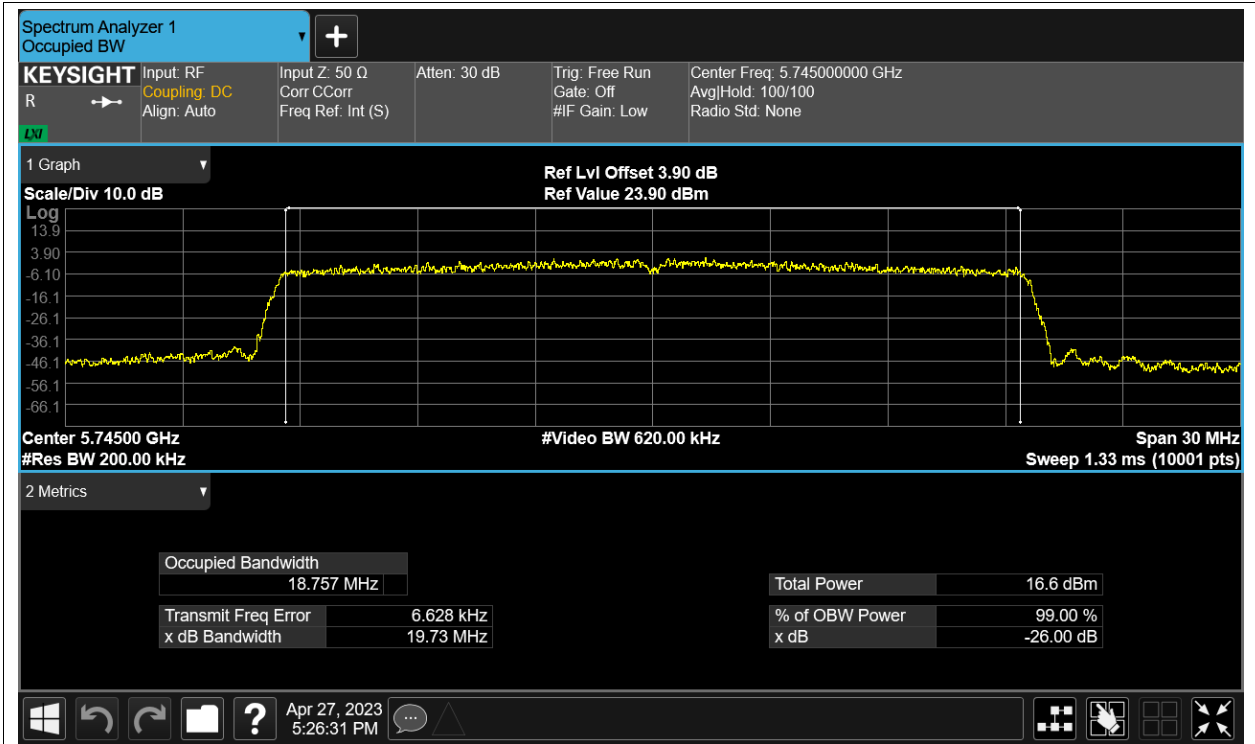 Spectrum Analyzer 1
Occupied BW
▼
+
KEYSIGHT
R
LXI
Input: RF
Coupling: DC
Align: Auto
Input Z: 50 Ω
Corr CCorr
Freq Ref: Int (S)
Atten: 30 dB
Trig: Free Run
Gate: Off
#IF Gain: Low
Center Freq: 5.745000000 GHz
Avg|Hold: 100/100
Radio Std: None
1 Graph
Scale/Div 10.0 dB
Ref Lvl Offset 3.90 dB
Ref Value 23.90 dBm
Log
13.9
3.90
-6.10
-16.1
-26.1
-36.1
-46.1
-56.1
-66.1
Center 5.74500 GHz
#Res BW 200.00 kHz
#Video BW 620.00 kHz
Span 30 MHz
Sweep 1.33 ms (10001 pts)
2 Metrics
Occupied Bandwidth
18.757 MHz
Transmit Freq Error 6.628 kHz
x dB Bandwidth 19.73 MHz
Total Power 16.6 dBm
% of OBW Power 99.00 %
x dB -26.00 dB
?
Apr 27, 2023
5:26:31 PM